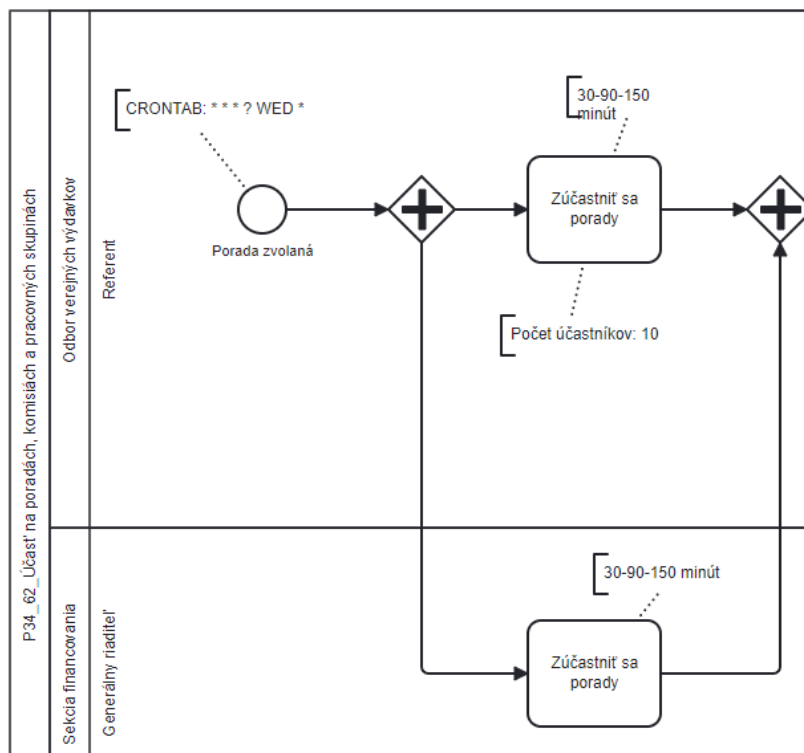 P34_62_Účasť na poradách, komisiách a pracovných skupinách
Odbor verejných výdavkov
Referent
CRONTAB: * * * ? WED *
Porada zvolaná
30-90-150
minút
Zúčastniť sa
porady
Počet účastníkov: 10
Sekcia financovania
Generálny riaditeľ
30-90-150 minút
Zúčastniť sa
porady